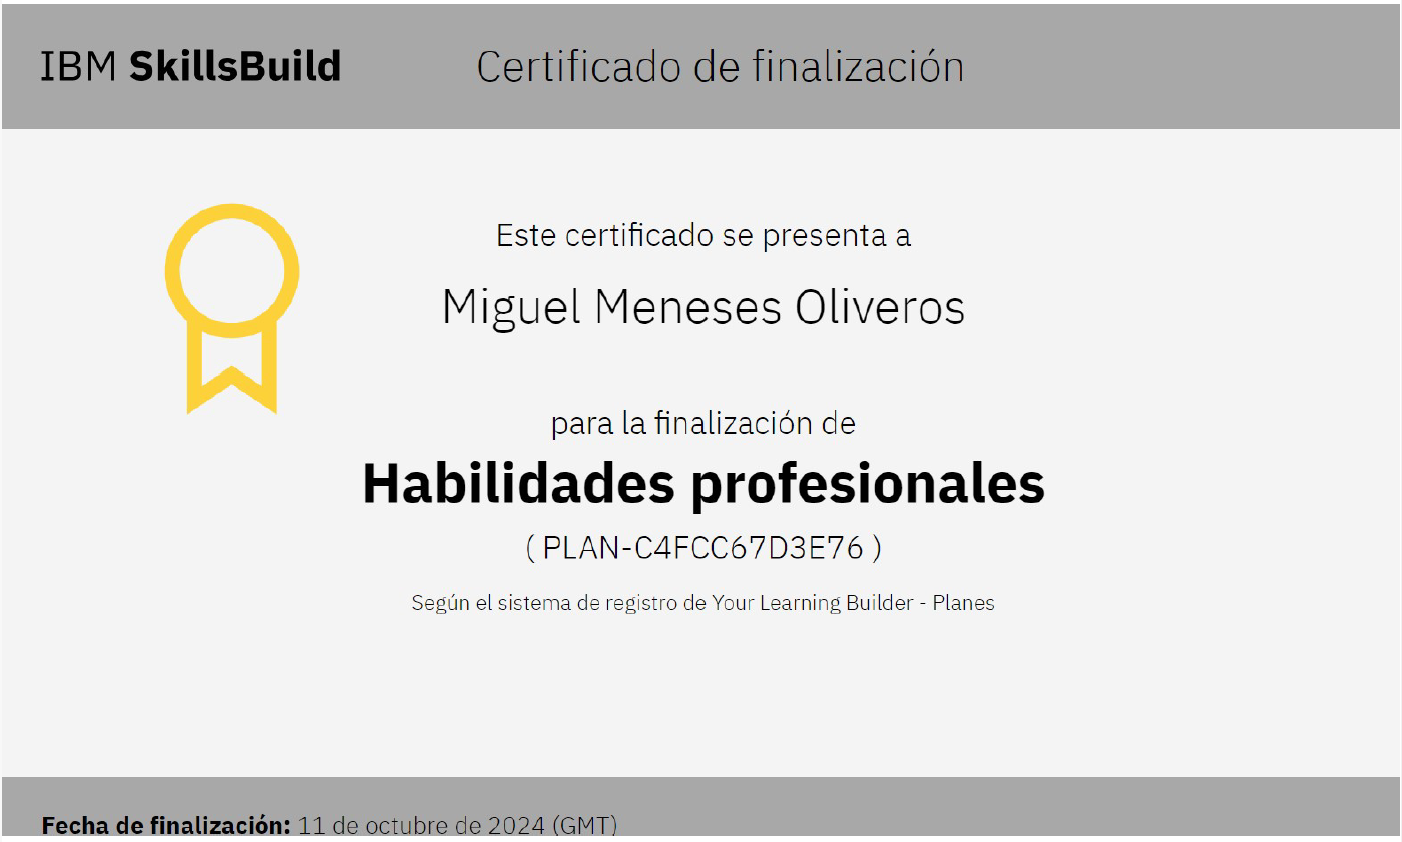 IBM SkillsBuild
Certificado de finalización
Este certificado se presenta a
Miguel Meneses Oliveros
para la finalización de
Habilidades profesionales
( PLAN-C4FCC67D3E76 )
Según el sistema de registro de Your Learning Builder - Planes
Fecha de finalización: 11 de octubre de 2024 (GMT)